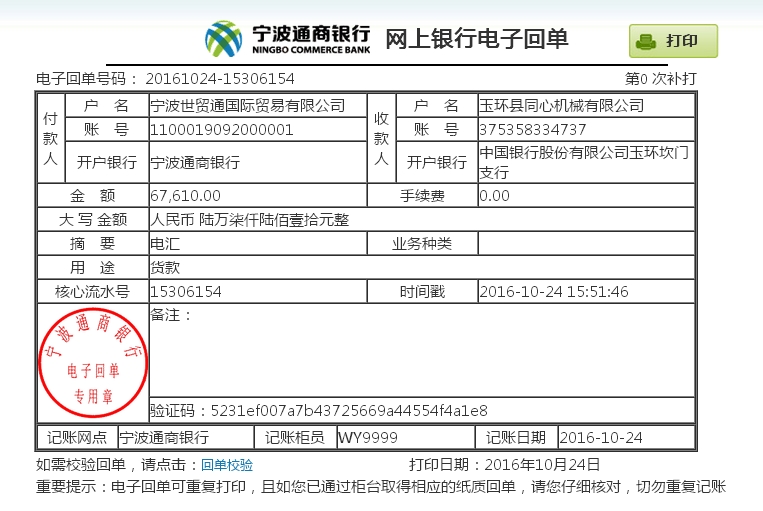 宁波通商银行 网上银行电子回单 打印
NINGBO COMMERCE BANK
电子回单号码： 20161024-15306154 第0 次补打
付款人 户 名 宁波世贸通国际贸易有限公司 收款人 户 名 玉环县同心机械有限公司
账 号 1100019092000001 账 号 375358334737
开户银行 宁波通商银行 开户银行 中国银行股份有限公司玉环坎门
支行
金 额 67,610.00 手续费 0.00
大 写 金额 人民币 陆万柒仟陆佰壹拾元整
摘 要 电汇 业务种类
用 途 货款
核心流水号 15306154 时间戳 2016-10-24 15:51:46
备注：
宁波通商银行
电子回单
专用章
验证码：5231ef007a7b43725669a44554f4a1e8
记账网点 宁波通商银行 记账柜员 WY9999 记账日期 2016-10-24
如需校验回单，请点击：回单校验 打印日期：2016年10月24日
重要提示：电子回单可重复打印，且如您已通过柜台取得相应的纸质回单，请您仔细核对，切勿重复记账